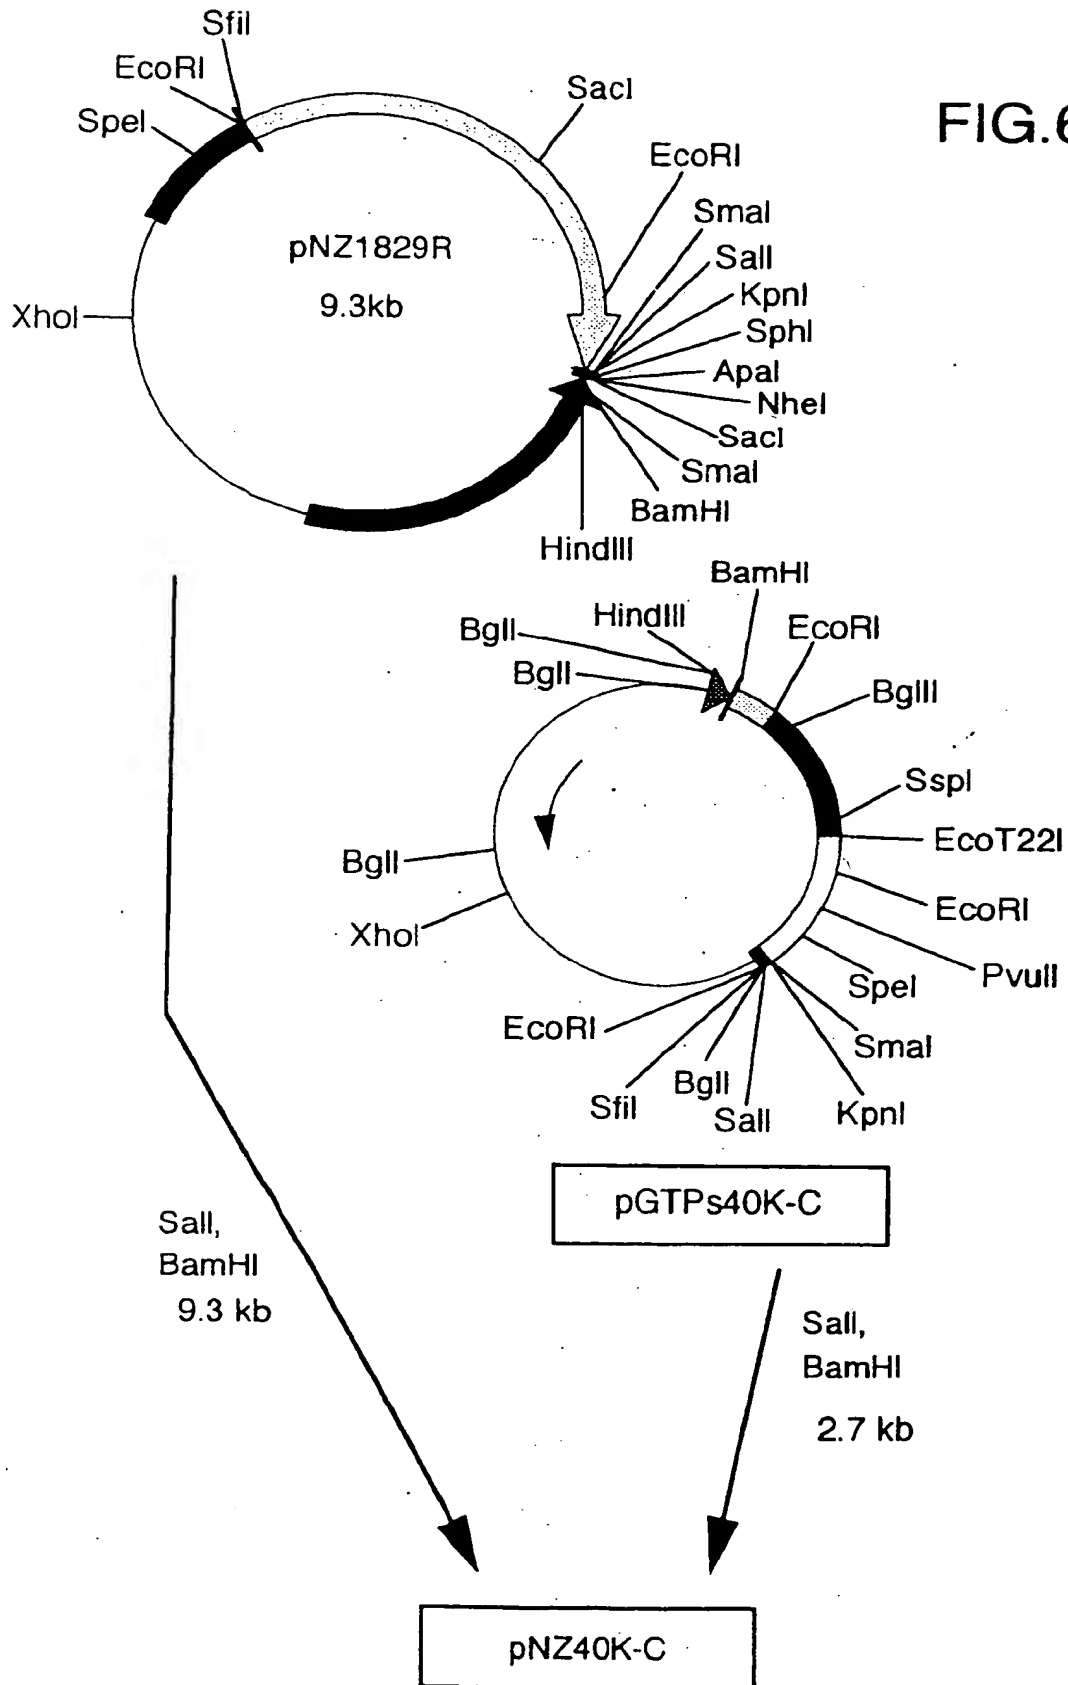 FIG.6
SfiI
EcoRI
SpeI
SacI
EcoRI
SmaI
SalI
KpnI
SphI
ApaI
NheI
SacI
SmaI
BamHI
HindIII
XhoI
pNZ1829R
9.3kb
BamHI
HindIII
EcoRI
BglI
BglI
BglII
SspI
EcoT22I
EcoRI
PvuII
SpeI
SmaI
KpnI
SalI
BglI
SfiI
EcoRI
XhoI
BglI
pGTPs40K-C
SalI,
BamHI
9.3 kb
SalI,
BamHI
2.7 kb
pNZ40K-C